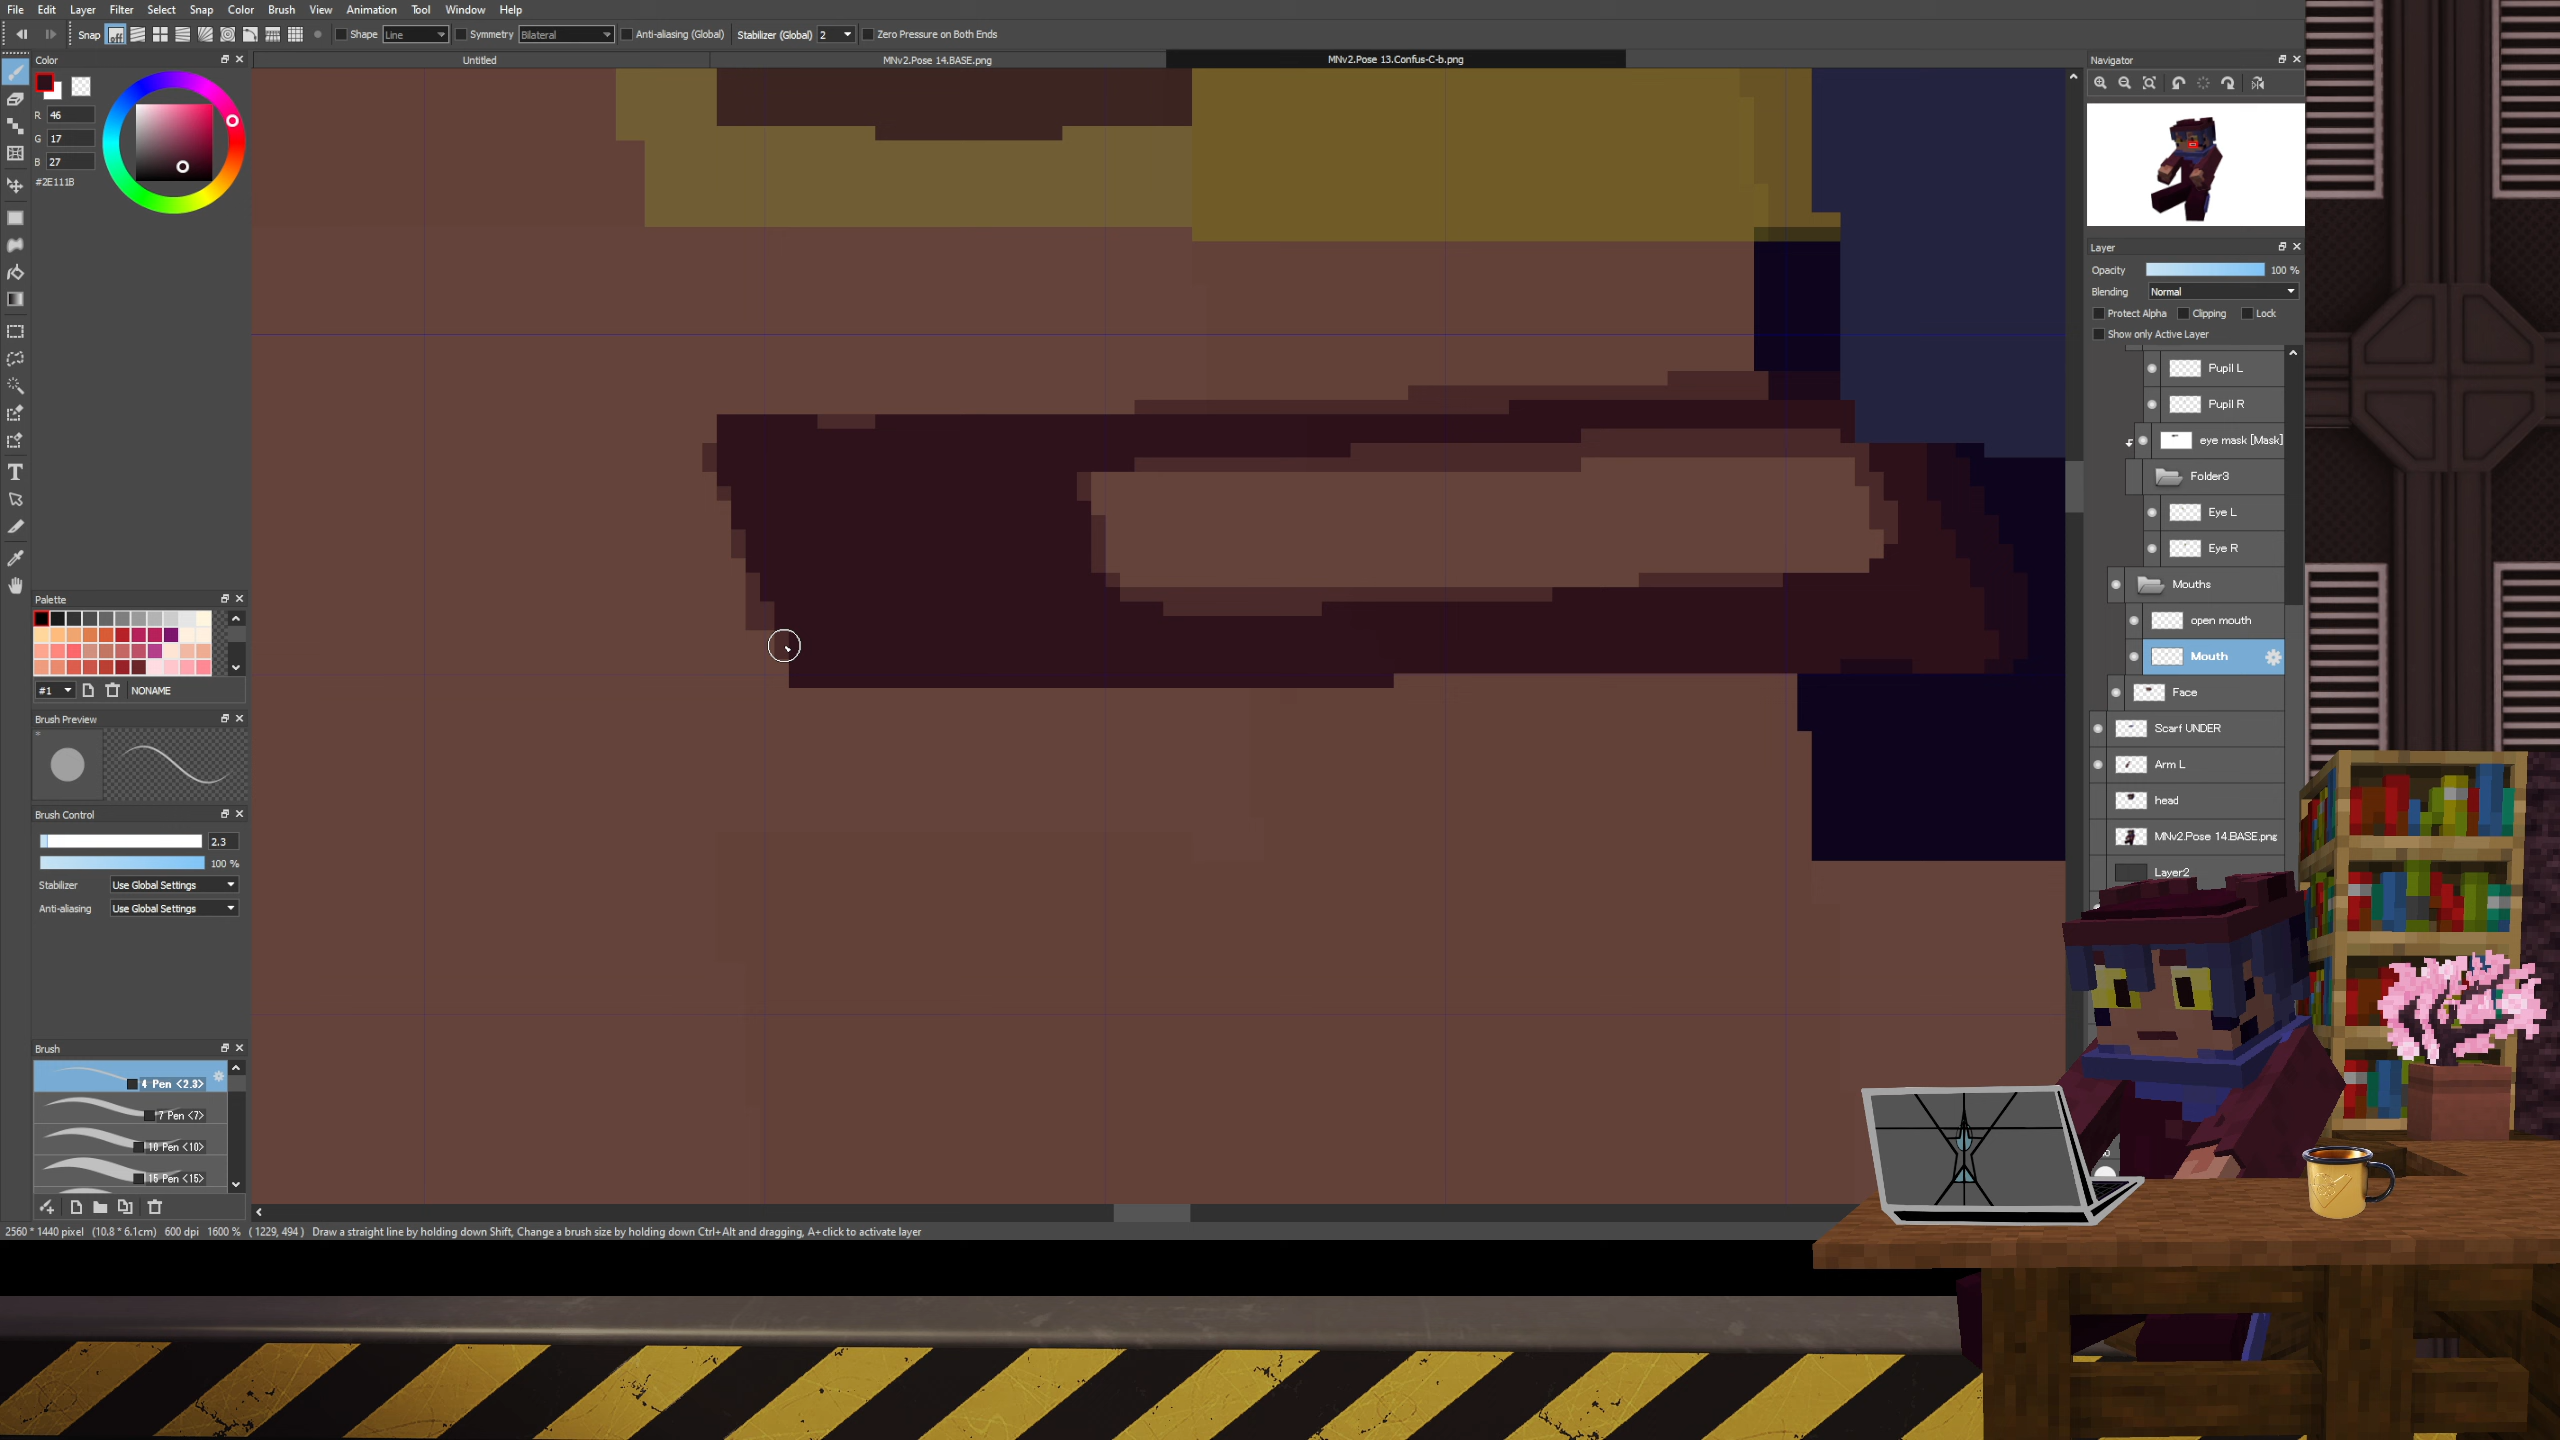 File Edit Layer Filter Select Snap Color Brush View Animation Tool Window Help
Snap off Shape Line Symmetry Bilateral Anti-aliasing (Global) Stabilizer (Global) 2 Zero Pressure on Both Ends
Color
Untitled
MNv2.Pose 14.BASE.png
MNv2.Pose 13.Confus-C-b.png
Navigator
R 46
G 17
B 27
#2E111B
Layer
Opacity 100 %
Blending Normal
Protect Alpha Clipping Lock
Show only Active Layer
Pupil L
Pupil R
eye mask [Mask]
Folder3
Eye L
Eye R
Mouths
open mouth
Mouth
Face
Scarf UNDER
Arm L
head
MNv2.Pose 14.BASE.png
Layer2
Palette
#1 NONAME
Brush Preview
Brush Control
2.3
100 %
Stabilizer Use Global Settings
Anti-aliasing Use Global Settings
Brush
4 Pen <2.3>
7 Pen <7>
10 Pen <10>
15 Pen <15>
2560 * 1440 pixel (10.8 * 6.1cm) 600 dpi 1600 % ( 1229, 494 ) Draw a straight line by holding down Shift, Change a brush size by holding down Ctrl+Alt and dragging, A+click to activate layer